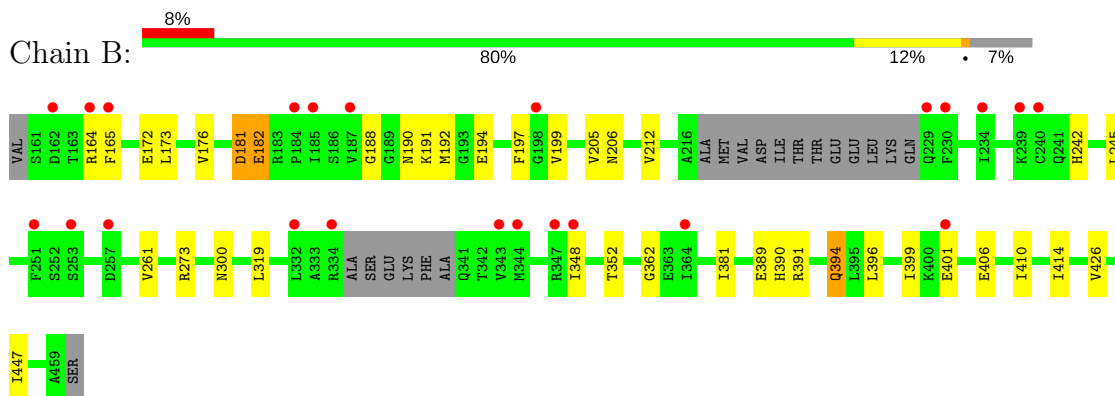 8%
Chain B:
80% 12% • 7%
VAL S161 D162 T163 R164 F165 E172 L173 V176 D181 E182 R183 P184 I185 S186 V187 G188 G189 N190 K191 M192 G193 E194 F197 G198 V199 V205 N206 V212 A216 ALA MET VAL ASP ILE THR THR GLU GLU LEU LYS GLN Q229 F230 I234 K239 C240 Q241 H242 L245
F251 S252 S253 D257 V261 R273 N300 L319 L332 A333 R334 ALA SER GLU LYS PHE ALA Q341 T342 V343 M344 R347 I348 T352 G362 E363 I364 I381 E389 H390 R391 Q394 L395 L396 I399 K400 E401 E406 I410 I414 V426
I447 A459 SER